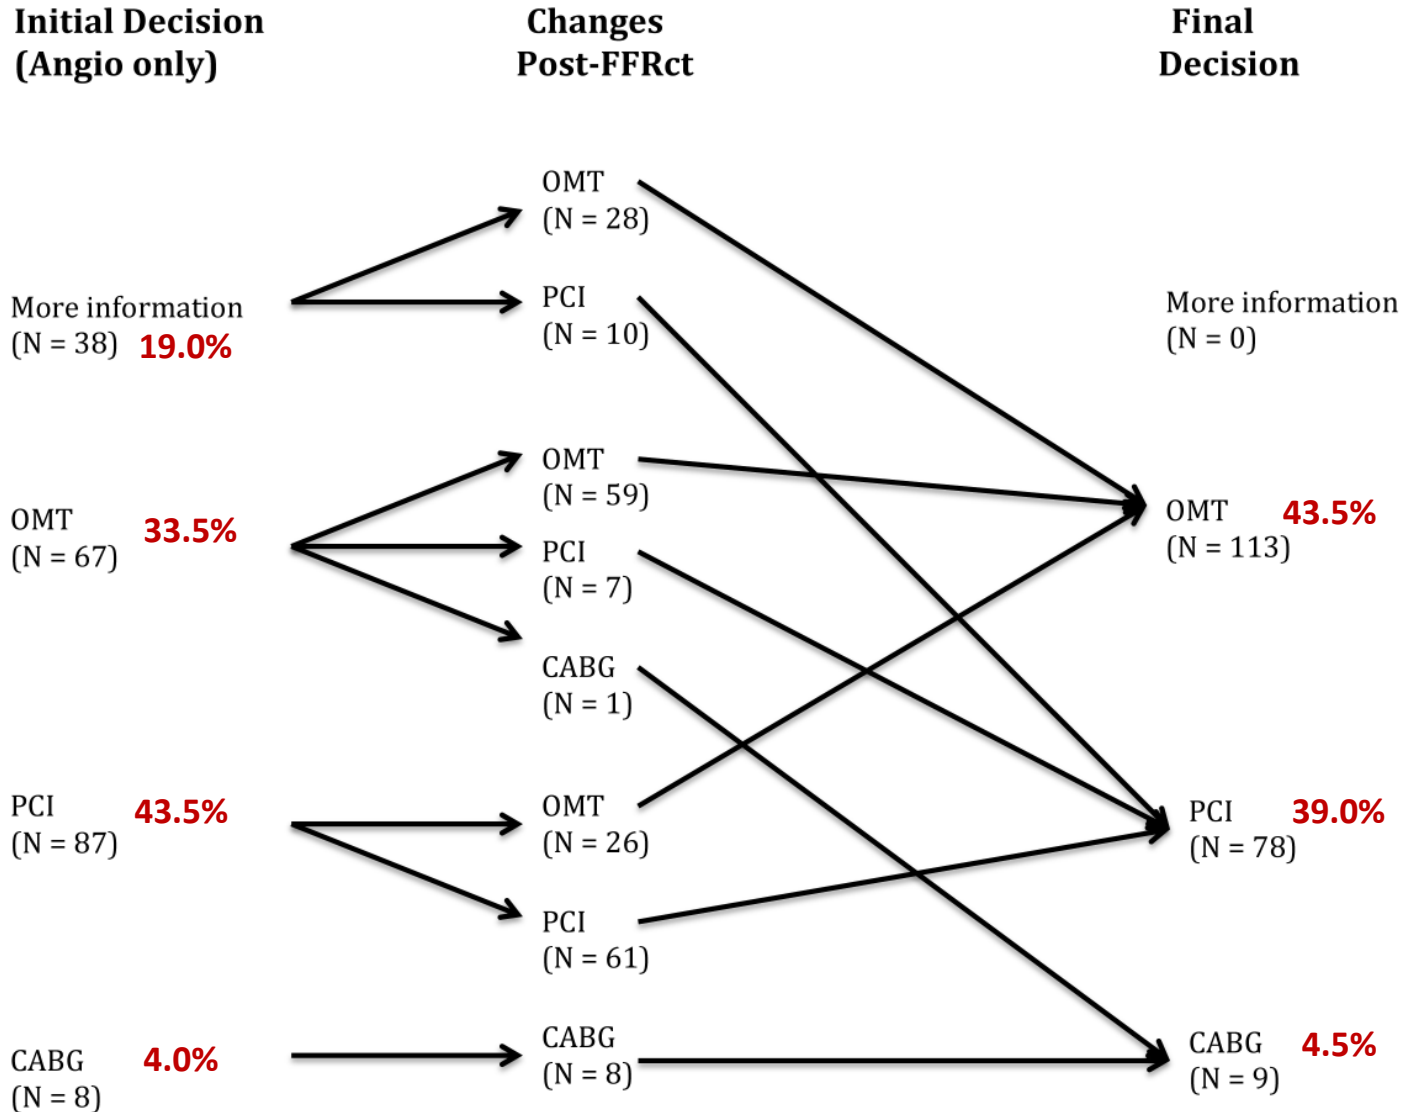 Initial Decision
(Angio only)
Changes
Post-FFRct
Final
Decision
More information
(N = 38) 19.0%
OMT
(N = 67)
33.5%
PCI
(N = 87)
43.5%
CABG
(N = 8)
4.0%
OMT
(N = 28)
PCI
(N = 10)
OMT
(N = 59)
PCI
(N = 7)
CABG
(N = 1)
OMT
(N = 26)
PCI
(N = 61)
CABG
(N = 8)
More information
(N = 0)
OMT
(N = 113)
43.5%
PCI
(N = 78)
39.0%
CABG
(N = 9)
4.5%